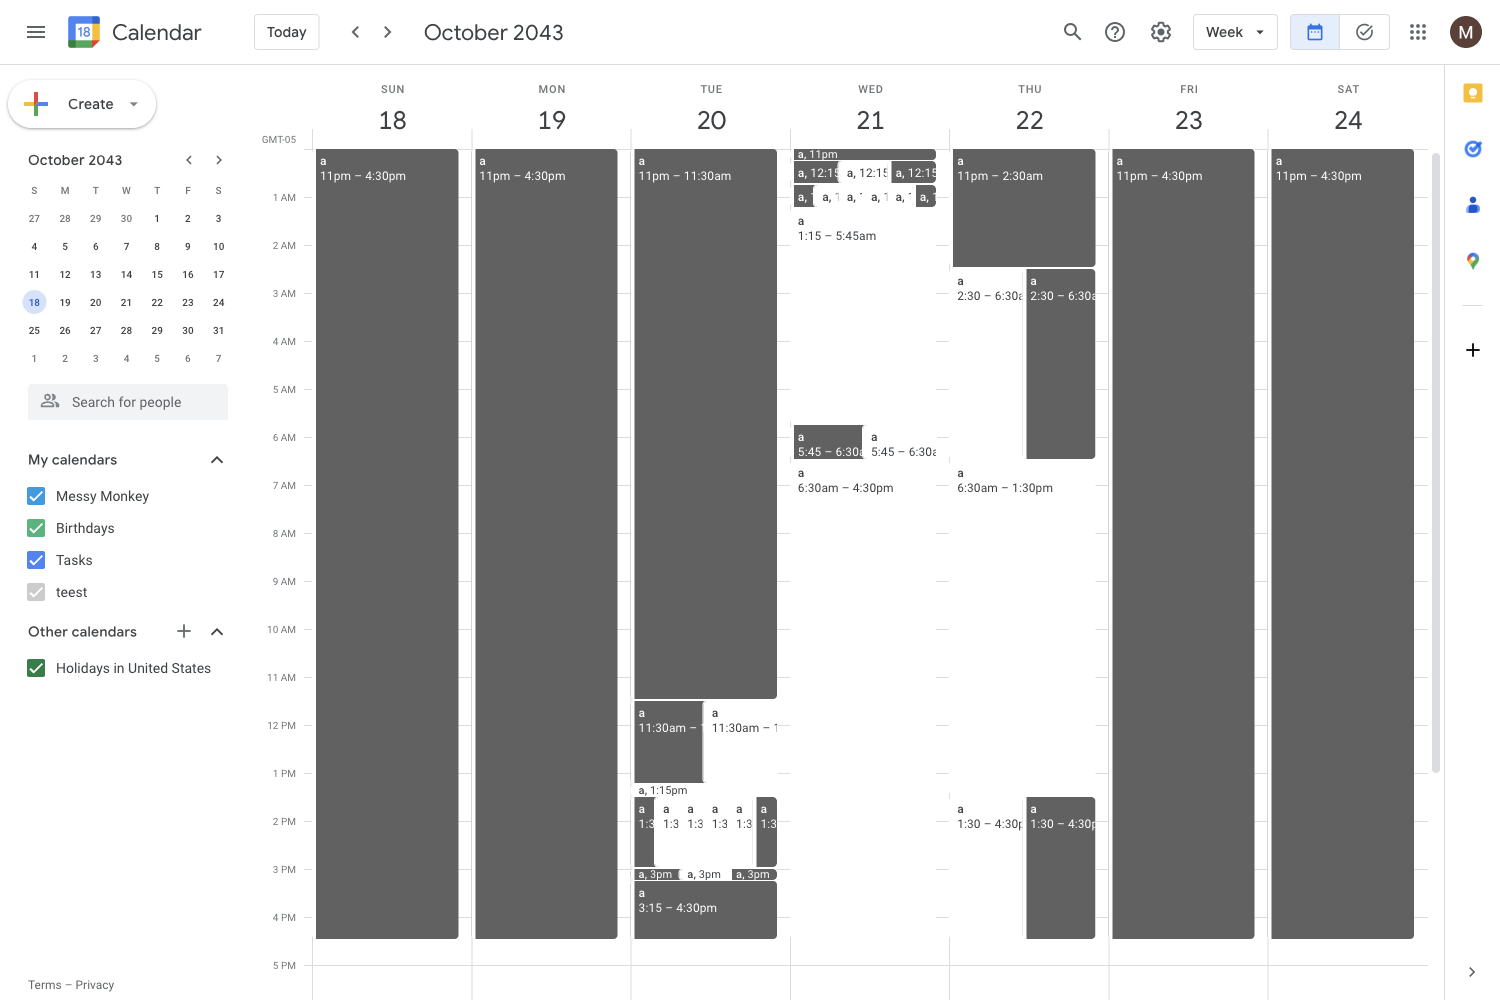 18 Calendar Today October 2043 Week M
Create
SUN MON TUE WED THU FRI SAT
18 19 20 21 22 23 24
GMT-05
October 2043
S M T W T F S
27 28 29 30 1 2 3
4 5 6 7 8 9 10
11 12 13 14 15 16 17
18 19 20 21 22 23 24
25 26 27 28 29 30 31
1 2 3 4 5 6 7
Search for people
My calendars
Messy Monkey
Birthdays
Tasks
teest
Other calendars
Holidays in United States
Terms – Privacy
1 AM
2 AM
3 AM
4 AM
5 AM
6 AM
7 AM
8 AM
9 AM
10 AM
11 AM
12 PM
1 PM
2 PM
3 PM
4 PM
5 PM
a
11pm – 4:30pm
a
11pm – 4:30pm
a
11pm – 11:30am
a
11:30am –
a
11:30am – 1
a, 1:15pm
a
1:3
a
1:3
a
1:3
a
1:3
a
1:3
a
1:3
a, 3pm
a, 3pm
a, 3pm
a
3:15 – 4:30pm
a, 11pm
a, 12:15
a, 12:15
a, 12:15
a, 
a, 1
a, 
a, 1
a, 
a, 1
a
1:15 – 5:45am
a
5:45 – 6:30a
a
5:45 – 6:30a
a
6:30am – 4:30pm
a
11pm – 2:30am
a
2:30 – 6:30a
a
2:30 – 6:30a
a
6:30am – 1:30pm
a
1:30 – 4:30p
a
1:30 – 4:30p
a
11pm – 4:30pm
a
11pm – 4:30pm